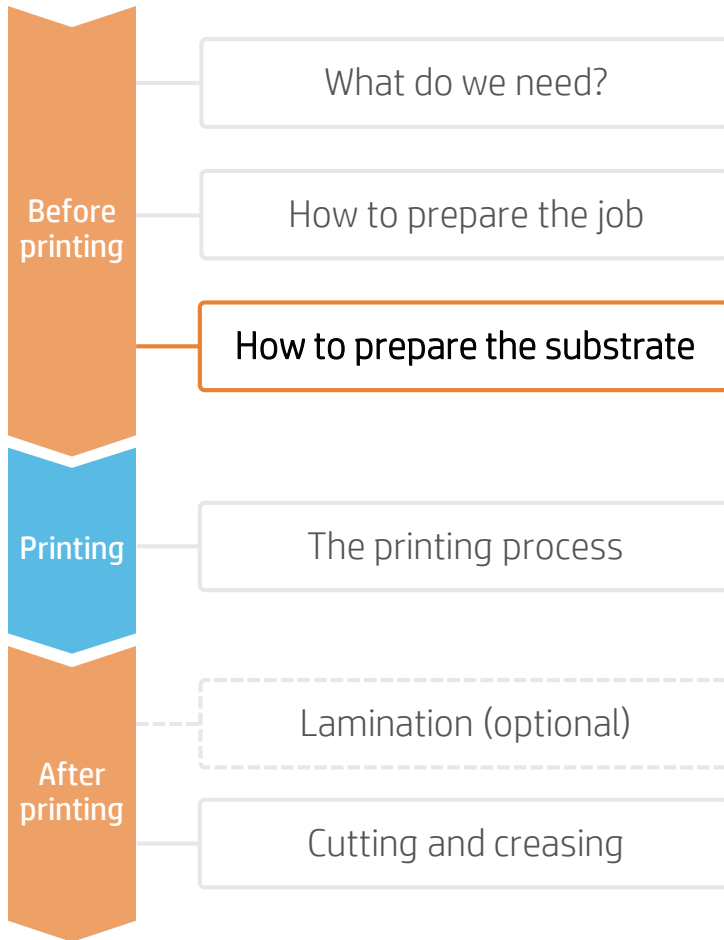 What do we need?
Before
printing
How to prepare the job
How to prepare the substrate
Printing
The printing process
After
printing
Lamination (optional)
Cutting and creasing